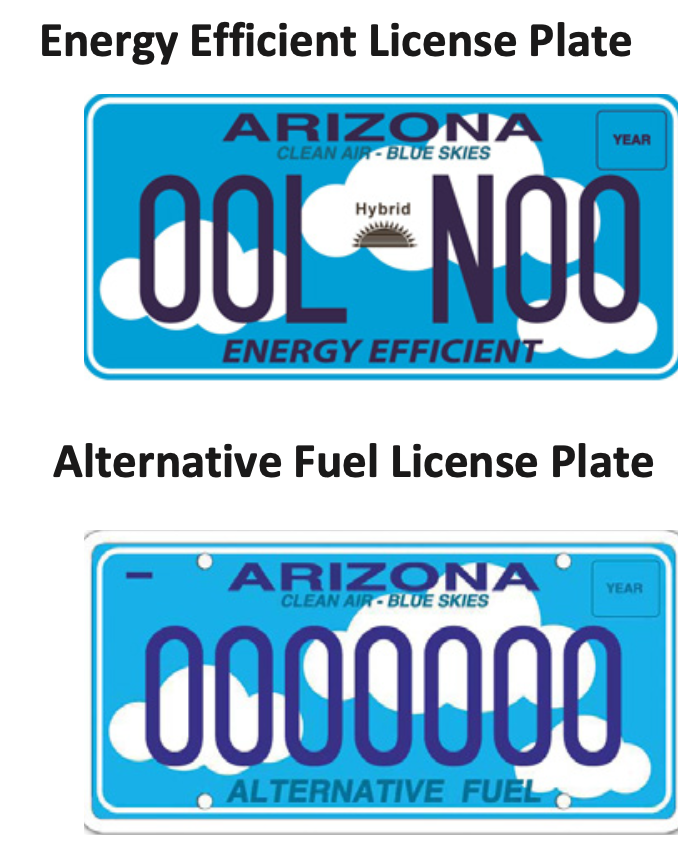 Energy Efficient License Plate
ARIZONA
CLEAN AIR - BLUE SKIES
YEAR
00L NOO
Hybrid
ENERGY EFFICIENT
Alternative Fuel License Plate
ARIZONA
CLEAN AIR - BLUE SKIES
YEAR
0000000
ALTERNATIVE FUEL